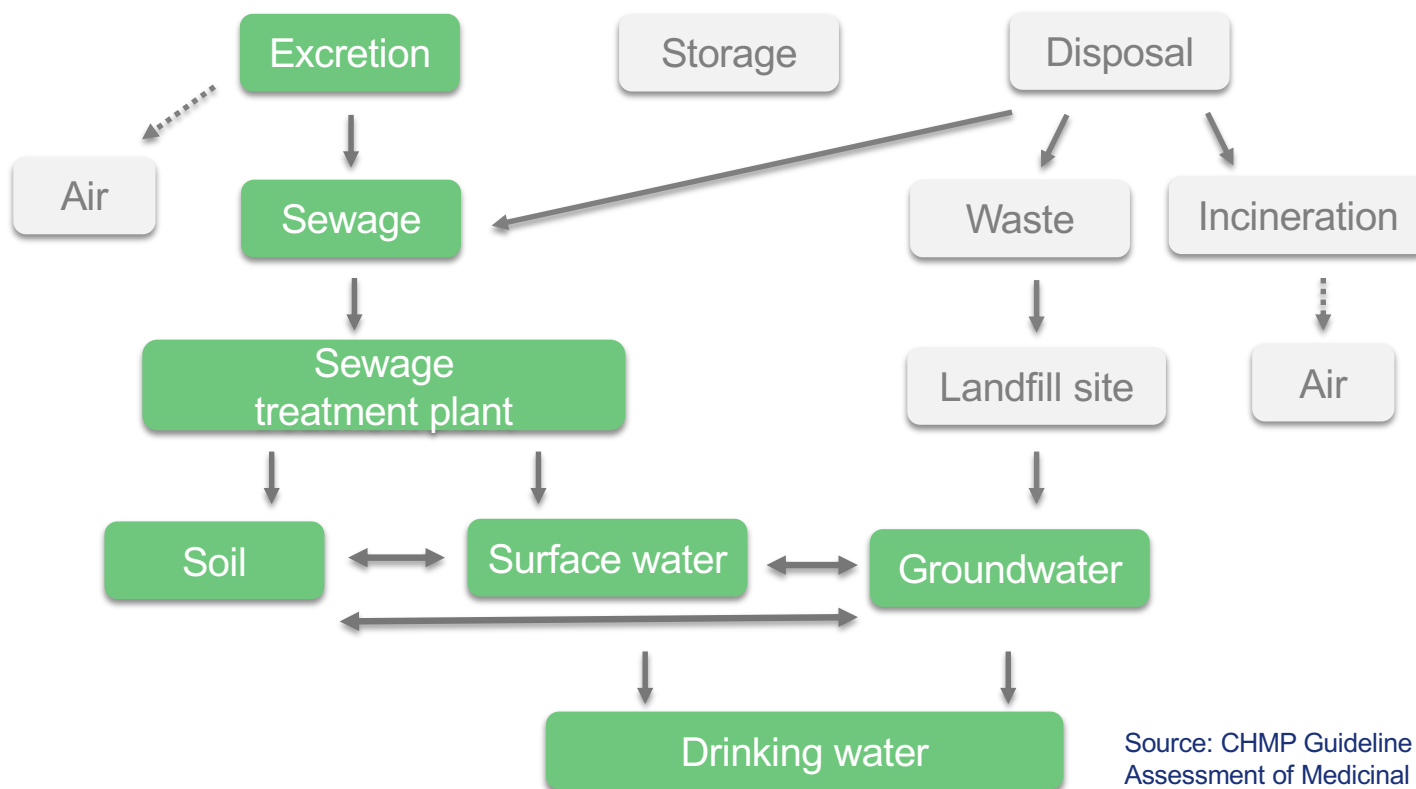 Excretion
Storage
Disposal
Air
Sewage
Waste
Incineration
Sewage
treatment plant
Landfill site
Air
Soil
Surface water
Groundwater
Drinking water
Source: CHMP Guideline
Assessment of Medicinal